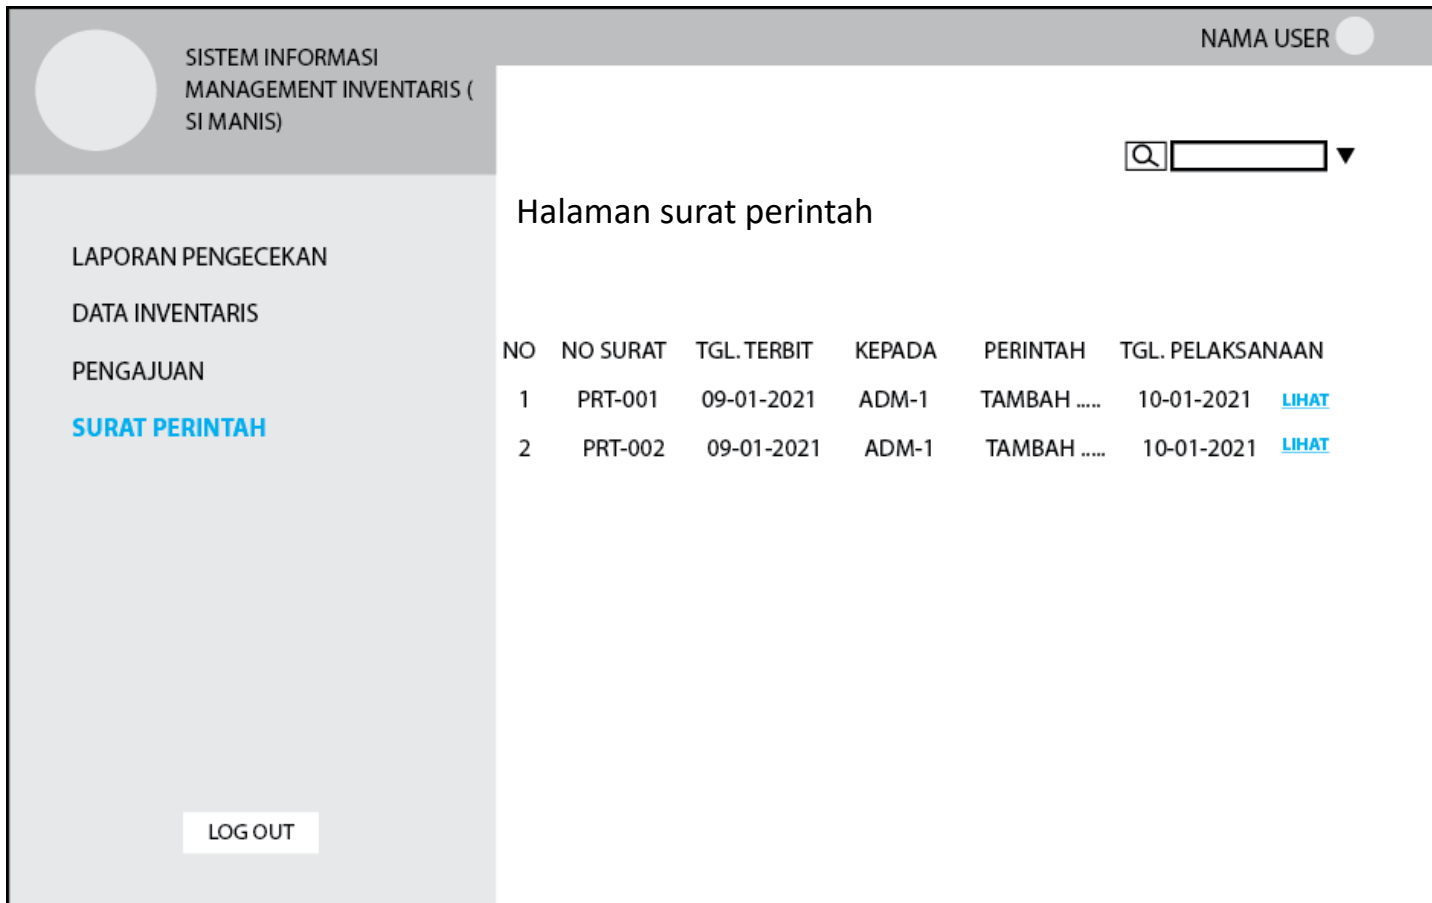 SISTEM INFORMASI
MANAGEMENT INVENTARIS (
SI MANIS)
NAMA USER
Halaman surat perintah
LAPORAN PENGECEKAN
DATA INVENTARIS
PENGAJUAN
SURAT PERINTAH
NO NO SURAT TGL. TERBIT KEPADA PERINTAH TGL. PELAKSANAAN
1 PRT-001 09-01-2021 ADM-1 TAMBAH ..... 10-01-2021 LIHAT
2 PRT-002 09-01-2021 ADM-1 TAMBAH ..... 10-01-2021 LIHAT
LOG OUT